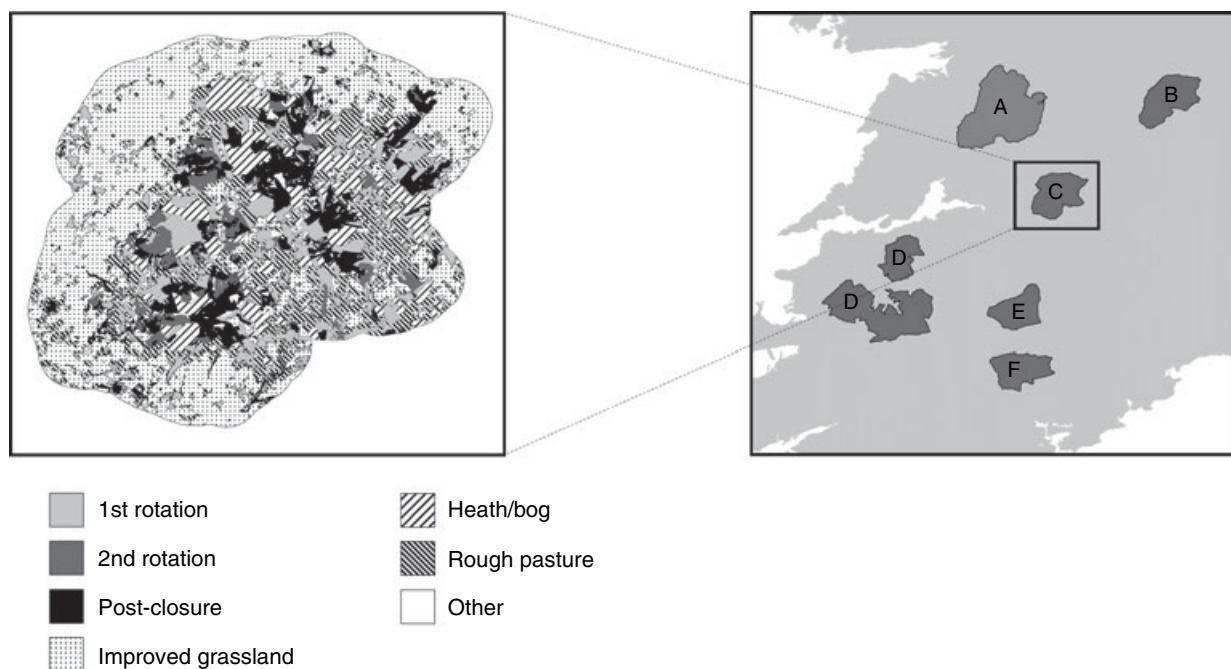 A
B
C
D
D
E
F
1st rotation
2nd rotation
Post-closure
Improved grassland
Heath/bog
Rough pasture
Other